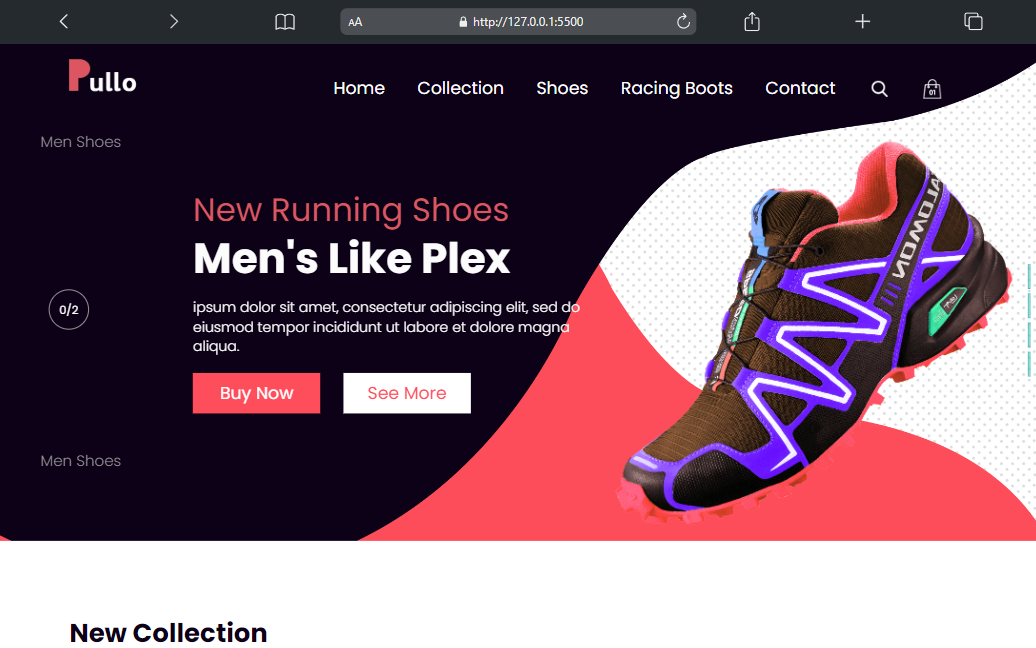 AA
http://127.0.0.1:5500
Pullo
Home Collection Shoes Racing Boots Contact
01
Men Shoes
New Running Shoes
Men's Like Plex
0/2
ipsum dolor sit amet, consectetur adipiscing elit, sed do
eiusmod tempor incididunt ut labore et dolore magna
aliqua.
Buy Now See More
Men Shoes
ALOWON
New Collection